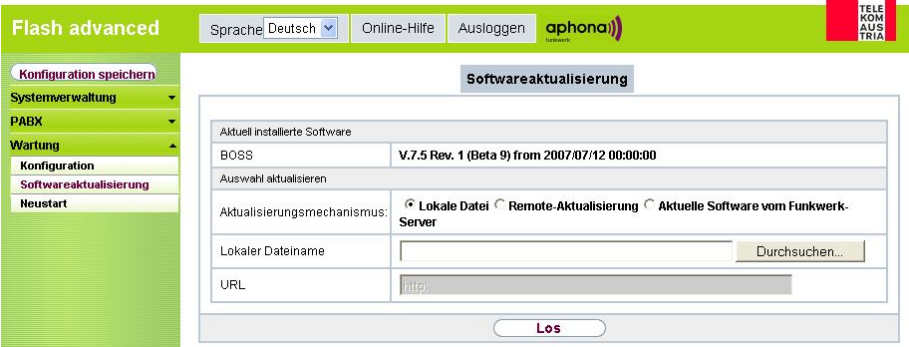 Flash advanced
Sprache Deutsch Online-Hilfe Ausloggen aphona
funkwerk
TELE
KOM
AUS
TRIA
Konfiguration speichern
Systemverwaltung
PABX
Wartung
Konfiguration
Softwareaktualisierung
Neustart
Softwareaktualisierung
Aktuell installierte Software
BOSS V.7.5 Rev. 1 (Beta 9) from 2007/07/12 00:00:00
Auswahl aktualisieren
Aktualisierungsmechanismus: Lokale Datei Remote-Aktualisierung Aktuelle Software vom Funkwerk-
Server
Lokaler Dateiname Durchsuchen...
URL http:
Los